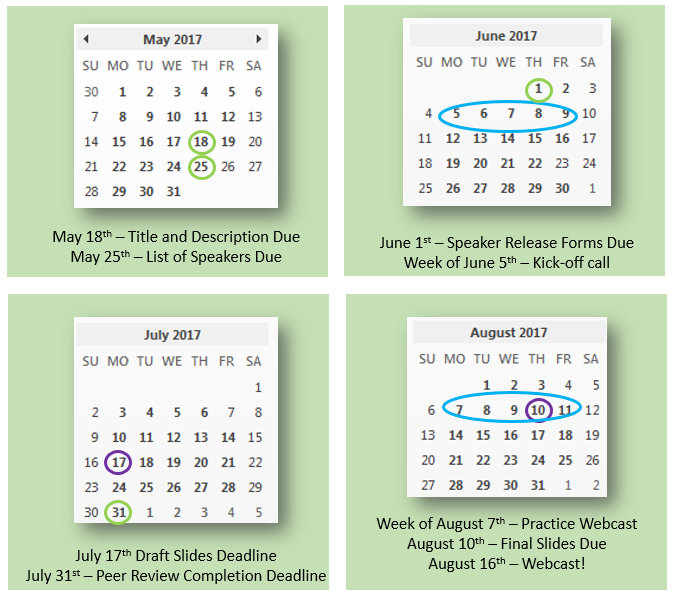 May 2017
SU MO TU WE TH FR SA
30 1 2 3 4 5 6
7 8 9 10 11 12 13
14 15 16 17 18 19 20
21 22 23 24 25 26 27
28 29 30 31
May 18th – Title and Description Due
May 25th – List of Speakers Due
June 2017
SU MO TU WE TH FR SA
1 2 3
4 5 6 7 8 9 10
11 12 13 14 15 16 17
18 19 20 21 22 23 24
25 26 27 28 29 30 1
June 1st – Speaker Release Forms Due
Week of June 5th – Kick-off call
July 2017
SU MO TU WE TH FR SA
1
2 3 4 5 6 7 8
9 10 11 12 13 14 15
16 17 18 19 20 21 22
23 24 25 26 27 28 29
30 31 1 2 3 4 5
July 17th Draft Slides Deadline
July 31st – Peer Review Completion Deadline
August 2017
SU MO TU WE TH FR SA
1 2 3 4 5
6 7 8 9 10 11 12
13 14 15 16 17 18 19
20 21 22 23 24 25 26
27 28 29 30 31 1 2
Week of August 7th – Practice Webcast
August 10th – Final Slides Due
August 16th – Webcast!